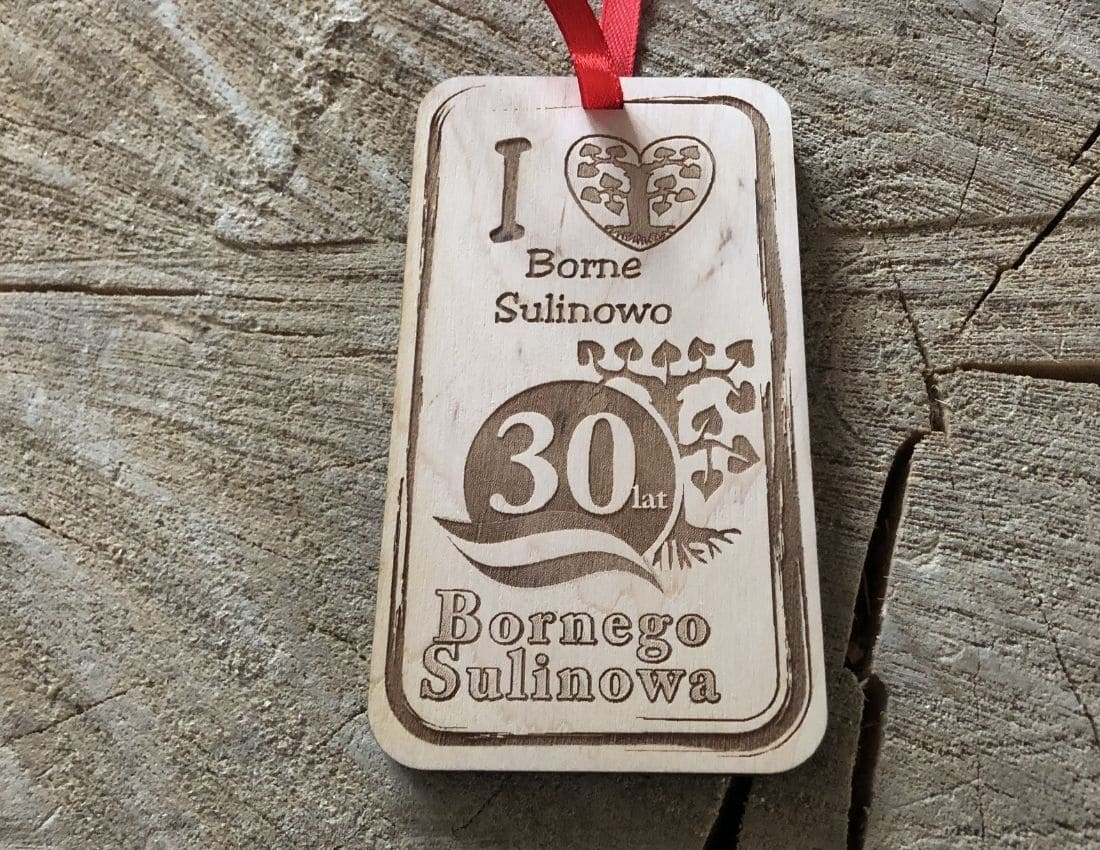 I
Borne
Sulinowo
30 lat
Bornego
Sulinowa